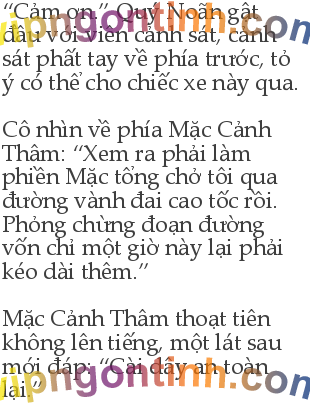 “Cảm ơn.” Quý Noãn gật
đầu với viên cảnh sát, cảnh
sát phất tay về phía trước, tỏ
ý có thể cho chiếc xe này qua.
Cô nhìn về phía Mặc Cảnh
Thâm: “Xem ra phải làm
phiền Mặc tổng chở tôi qua
đường vành đai cao tốc rồi.
Phỏng chừng đoạn đường
vốn chỉ một giờ này lại phải
kéo dài thêm.”
Mặc Cảnh Thâm thoạt tiên
không lên tiếng, một lát sau
mới đáp: “Cài dây an toàn
lại.”
vipngontinh.com
vipngontinh.com